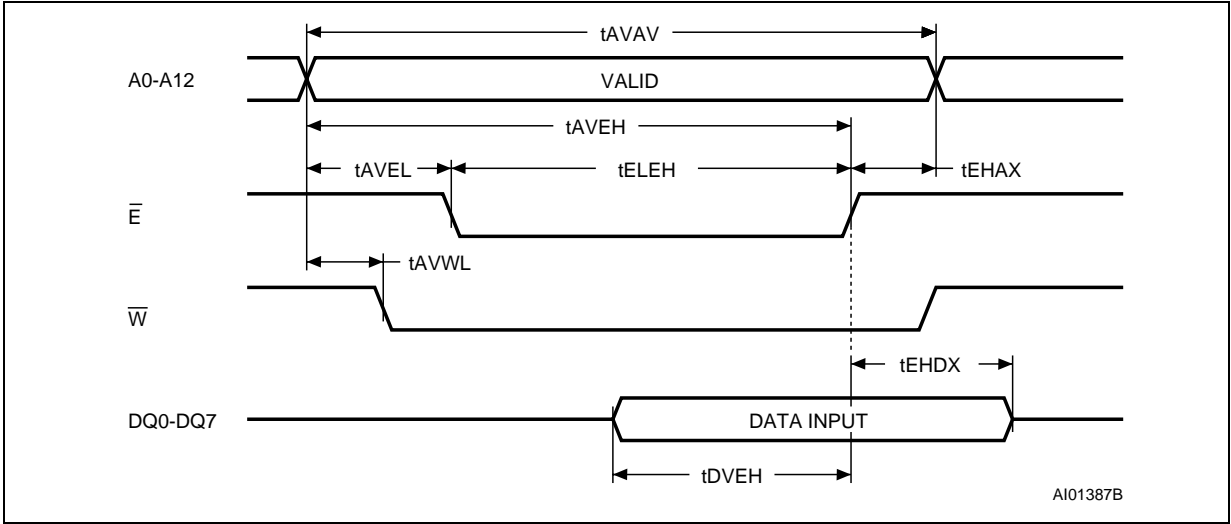 tAVAV
A0-A12
VALID
tAVEH
tAVEL
tELEH
tEHAX
E̅
tAVWL
W̅
tEHDX
DQ0-DQ7
DATA INPUT
tDVEH
AI01387B